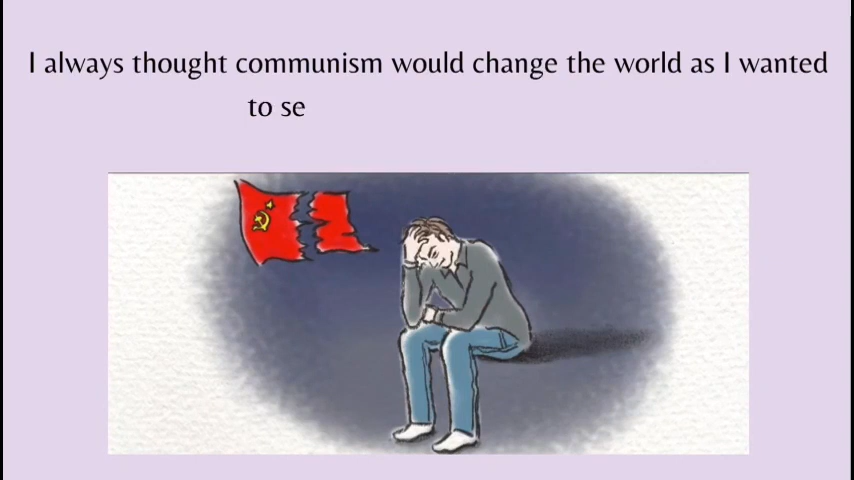 I always thought communism would change the world as I wanted
to se